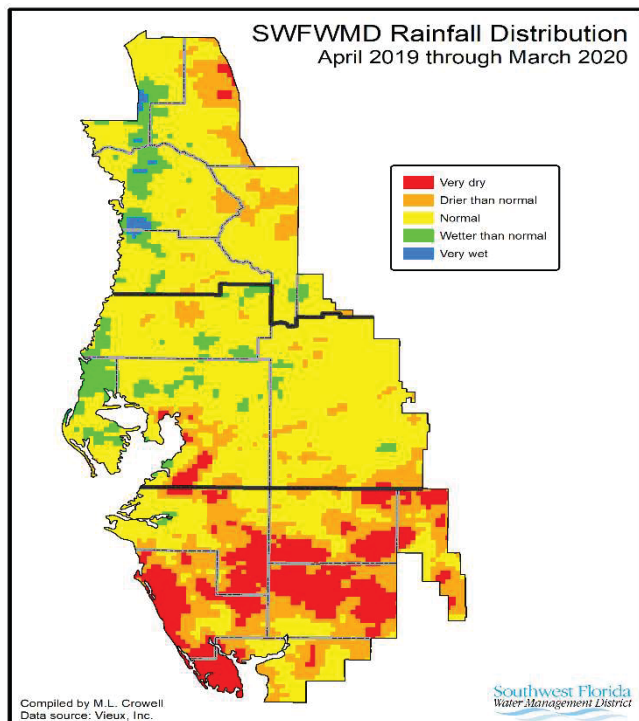 SWFWMD Rainfall Distribution
April 2019 through March 2020
Very dry
Drier than normal
Normal
Wetter than normal
Very wet
Compiled by M.L. Crowell
Data source: Vieux, Inc.
Southwest Florida
Water Management District